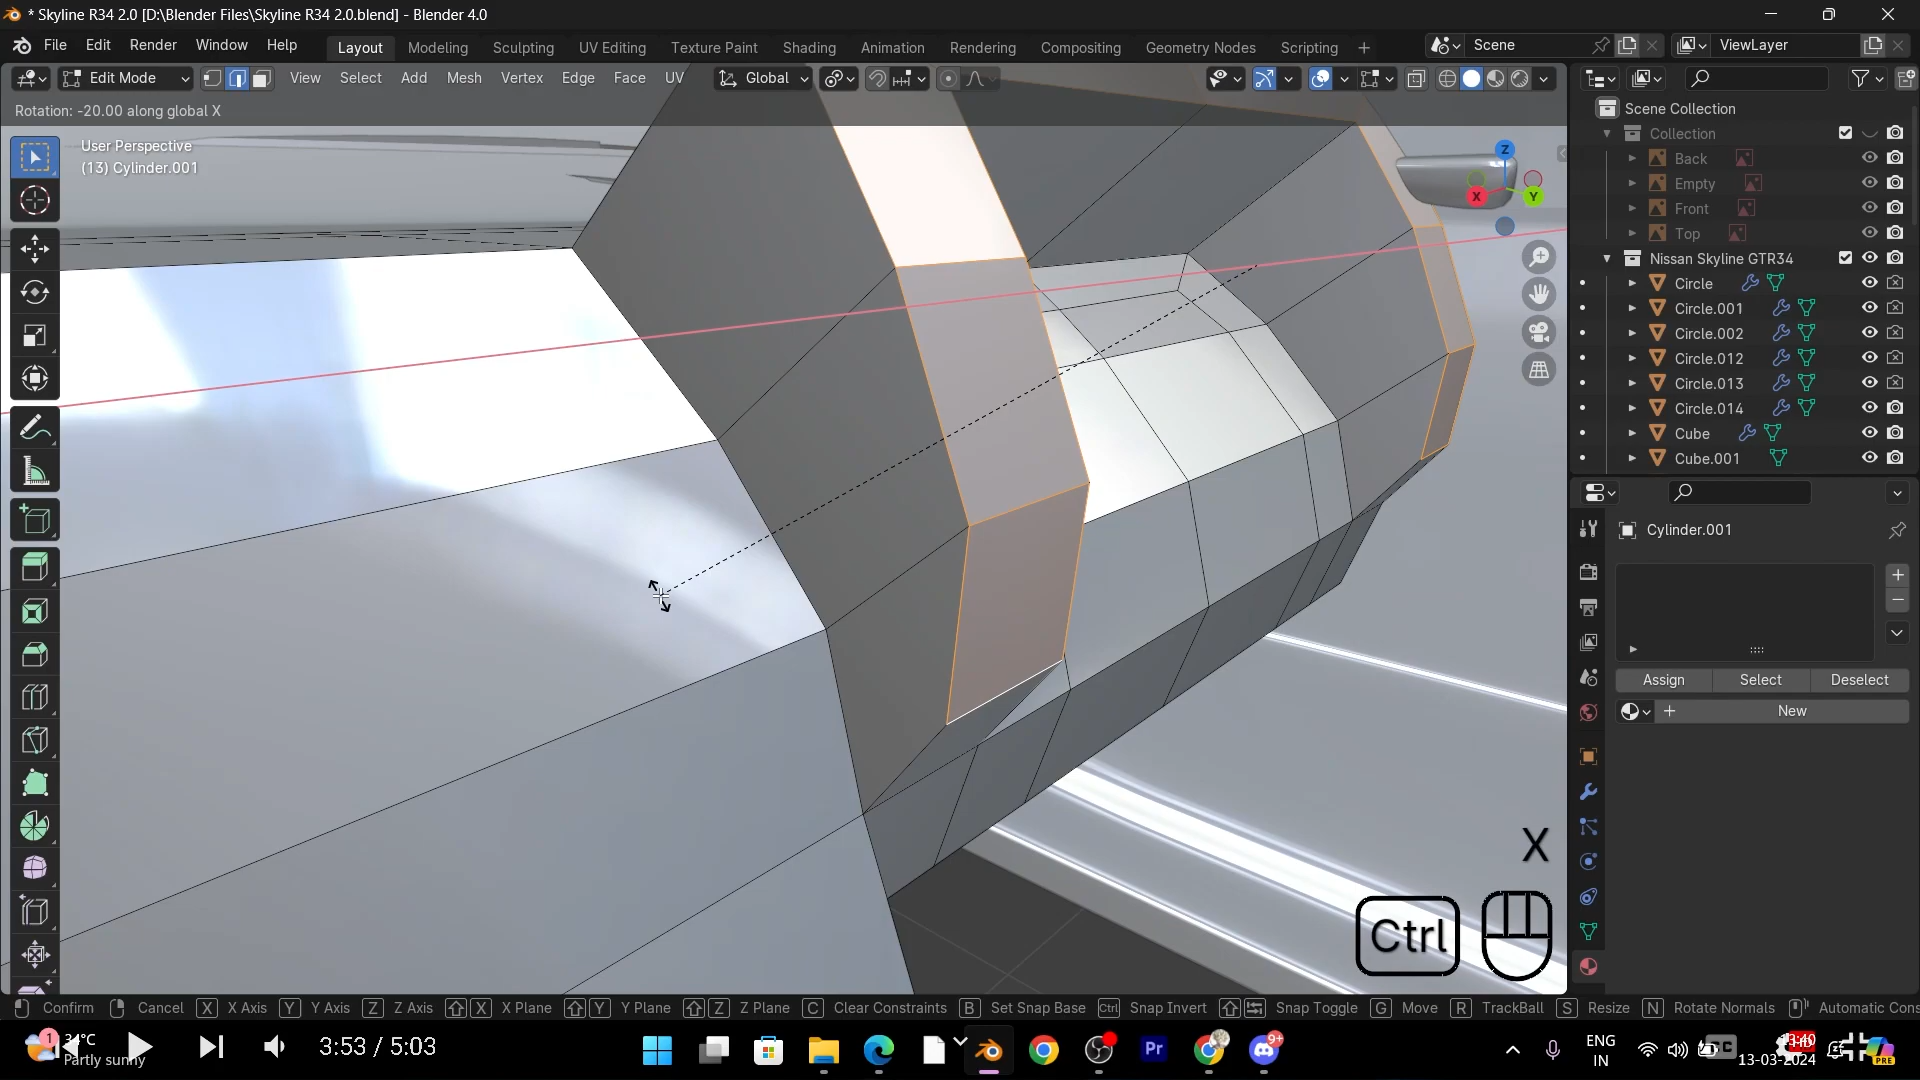 * Skyline R34 2.0 [D:\Blender Files\Skyline R34 2.0.blend] - Blender 4.0
File Edit Render Window Help Layout Modeling Sculpting UV Editing Texture Paint Shading Animation Rendering Compositing Geometry Nodes Scripting + Scene ViewLayer
Edit Mode View Select Add Mesh Vertex Edge Face UV Global
Rotation: -20.00 along global X
User Perspective
(13) Cylinder.001
Z
X
Y
Scene Collection
Collection
Back
Empty
Front
Top
Nissan Skyline GTR34
Circle
Circle.001
Circle.002
Circle.012
Circle.013
Circle.014
Cube
Cube.001
Cylinder.001
Assign Select Deselect
+ New
X
Ctrl
Confirm Cancel X X Axis Y Y Axis Z Z Axis X X Plane Y Y Plane Z Z Plane C Clear Constraints B Set Snap Base Ctrl Snap Invert Snap Toggle G Move R TrackBall S Resize N Rotate Normals Automatic Cons
1 34°C
Partly sunny
3:53 / 5:03
Pr
9+
ENG
IN
13-03-2024
PRE